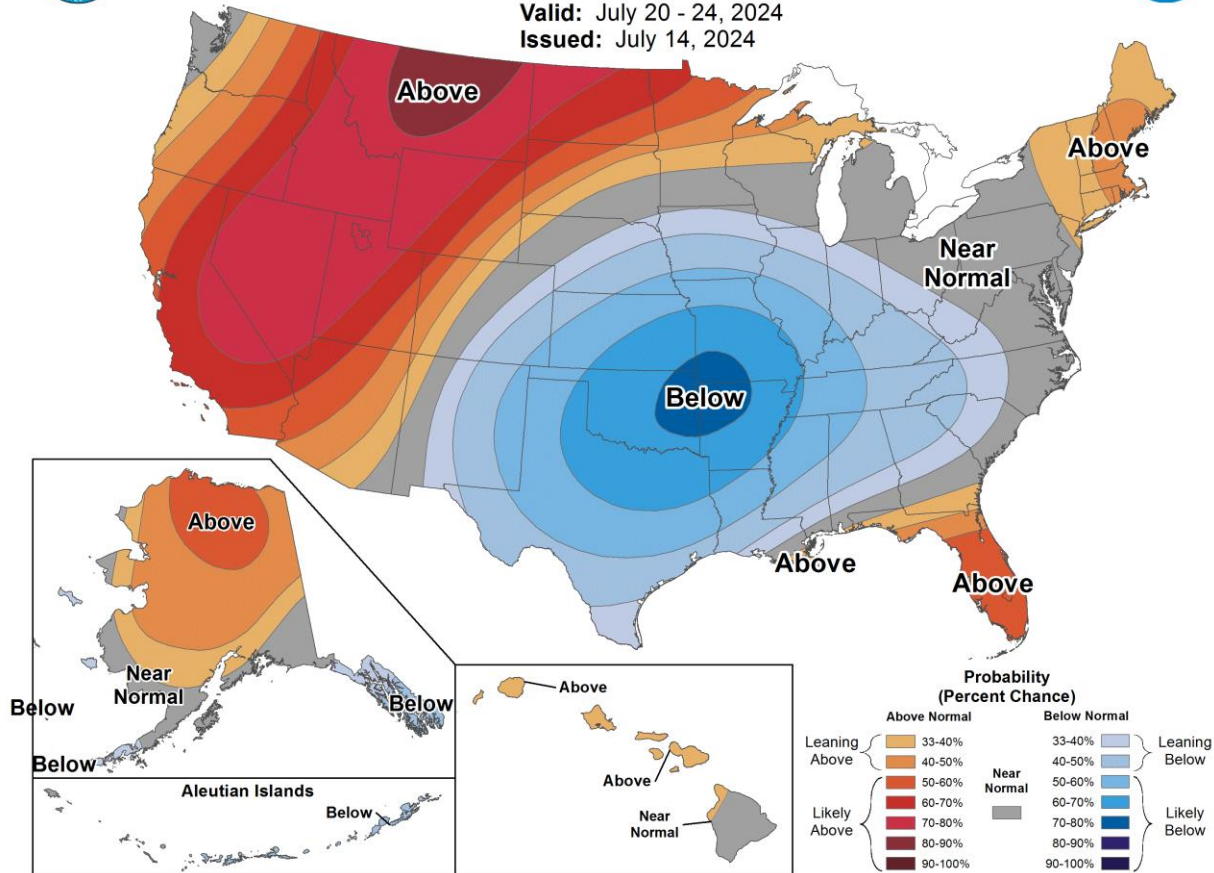 Valid: July 20 - 24, 2024
Issued: July 14, 2024
Above
Above
Near
Normal
Below
Above
Above
Above
Near
Normal
Below
Below
Below
Aleutian Islands
Below
Above
Above
Near
Normal
Probability
(Percent Chance)
Above Normal
Below Normal
Leaning
Above
33-40%
40-50%
Near
Normal
33-40%
40-50%
Leaning
Below
Likely
Above
50-60%
60-70%
70-80%
80-90%
90-100%
50-60%
60-70%
70-80%
80-90%
90-100%
Likely
Below